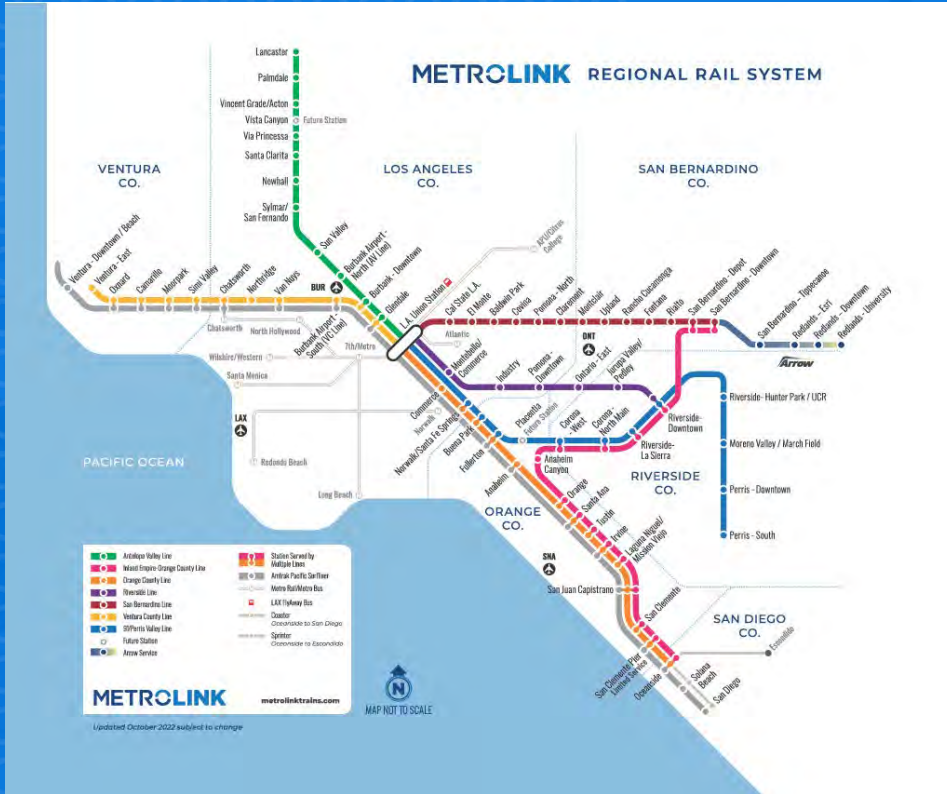 METROLINK REGIONAL RAIL SYSTEM
Lancaster
Palmdale
Vincent Grade/Acton
Vista Canyon
Future Station
Via Princessa
Santa Clarita
Newhall
Sylmar/
San Fernando
VENTURA
CO.
LOS ANGELES
CO.
SAN BERNARDINO
CO.
Sun Valley
Burbank Airport -
North (AV Line)
Burbank - Downtown
Glendale
L.A. Union Station
BUR
Ventura - Downtown / Beach
Ventura - East
Oxnard
Camarillo
Moorpark
Simi Valley
Chatsworth
Northridge
Van Nuys
Burbank Airport -
South (VC Line)
Chatsworth
North Hollywood
7th/Metro
Wilshire/Western
Santa Monica
LAX
Redondo Beach
Long Beach
Norwalk
Atlantic
APU/Citrus
College
Cal State L.A.
El Monte
Baldwin Park
Covina
Pomona - North
Claremont
Montclair
Upland
Rancho Cucamonga
Fontana
Rialto
San Bernardino - Depot
San Bernardino - Downtown
San Bernardino - Tippecanoe
Redlands - Esri
Redlands - Downtown
Redlands - University
ARROW
ONT
Montebello/
Commerce
Industry
Pomona -
Downtown
Ontario - East
Jurupa Valley/
Pedley
Riverside-
Downtown
Commerce
Norwalk/Santa Fe Springs
Buena Park
Fullerton
Anaheim
Placentia
Future Station
Corona
- West
Corona -
North Main
Riverside-
La Sierra
Anaheim
Canyon
Riverside- Hunter Park / UCR
Moreno Valley / March Field
Perris - Downtown
Perris - South
RIVERSIDE
CO.
ORANGE
CO.
Orange
Santa Ana
Tustin
Irvine
Laguna Niguel/
Mission Viejo
SNA
San Juan Capistrano
San Clemente
San Clemente Pier
Limited Service
Oceanside
Solana
Beach
San Diego
Escondido
SAN DIEGO
CO.
PACIFIC OCEAN
Antelope Valley Line
Inland Empire-Orange County Line
Orange County Line
Riverside Line
San Bernardino Line
Ventura County Line
91/Perris Valley Line
Future Station
Arrow Service
Station Served by
Multiple Lines
Amtrak Pacific Surfliner
Metro Rail/Metro Bus
LAX FlyAway Bus
Coaster
Oceanside to San Diego
Sprinter
Oceanside to Escondido
METROLINK
metrolinktrains.com
N
MAP NOT TO SCALE
Updated October 2022 subject to change